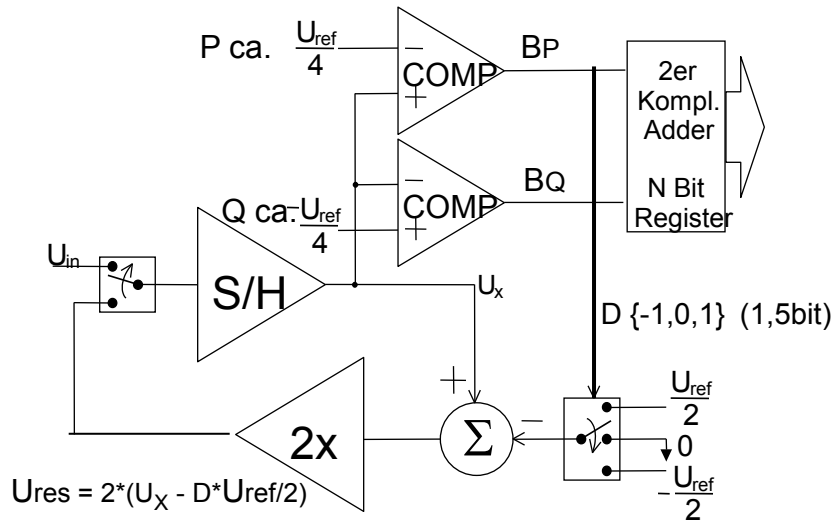 P ca. Uref/4
− COMP +
BP
2er
Kompl.
Adder
N Bit
Register
− COMP +
BQ
Q ca. -Uref/4
Uin
S/H
Ux
D {-1,0,1} (1,5bit)
+
−
Σ
2x
Uref/2
0
-Uref/2
Ures = 2*(UX - D*Uref/2)